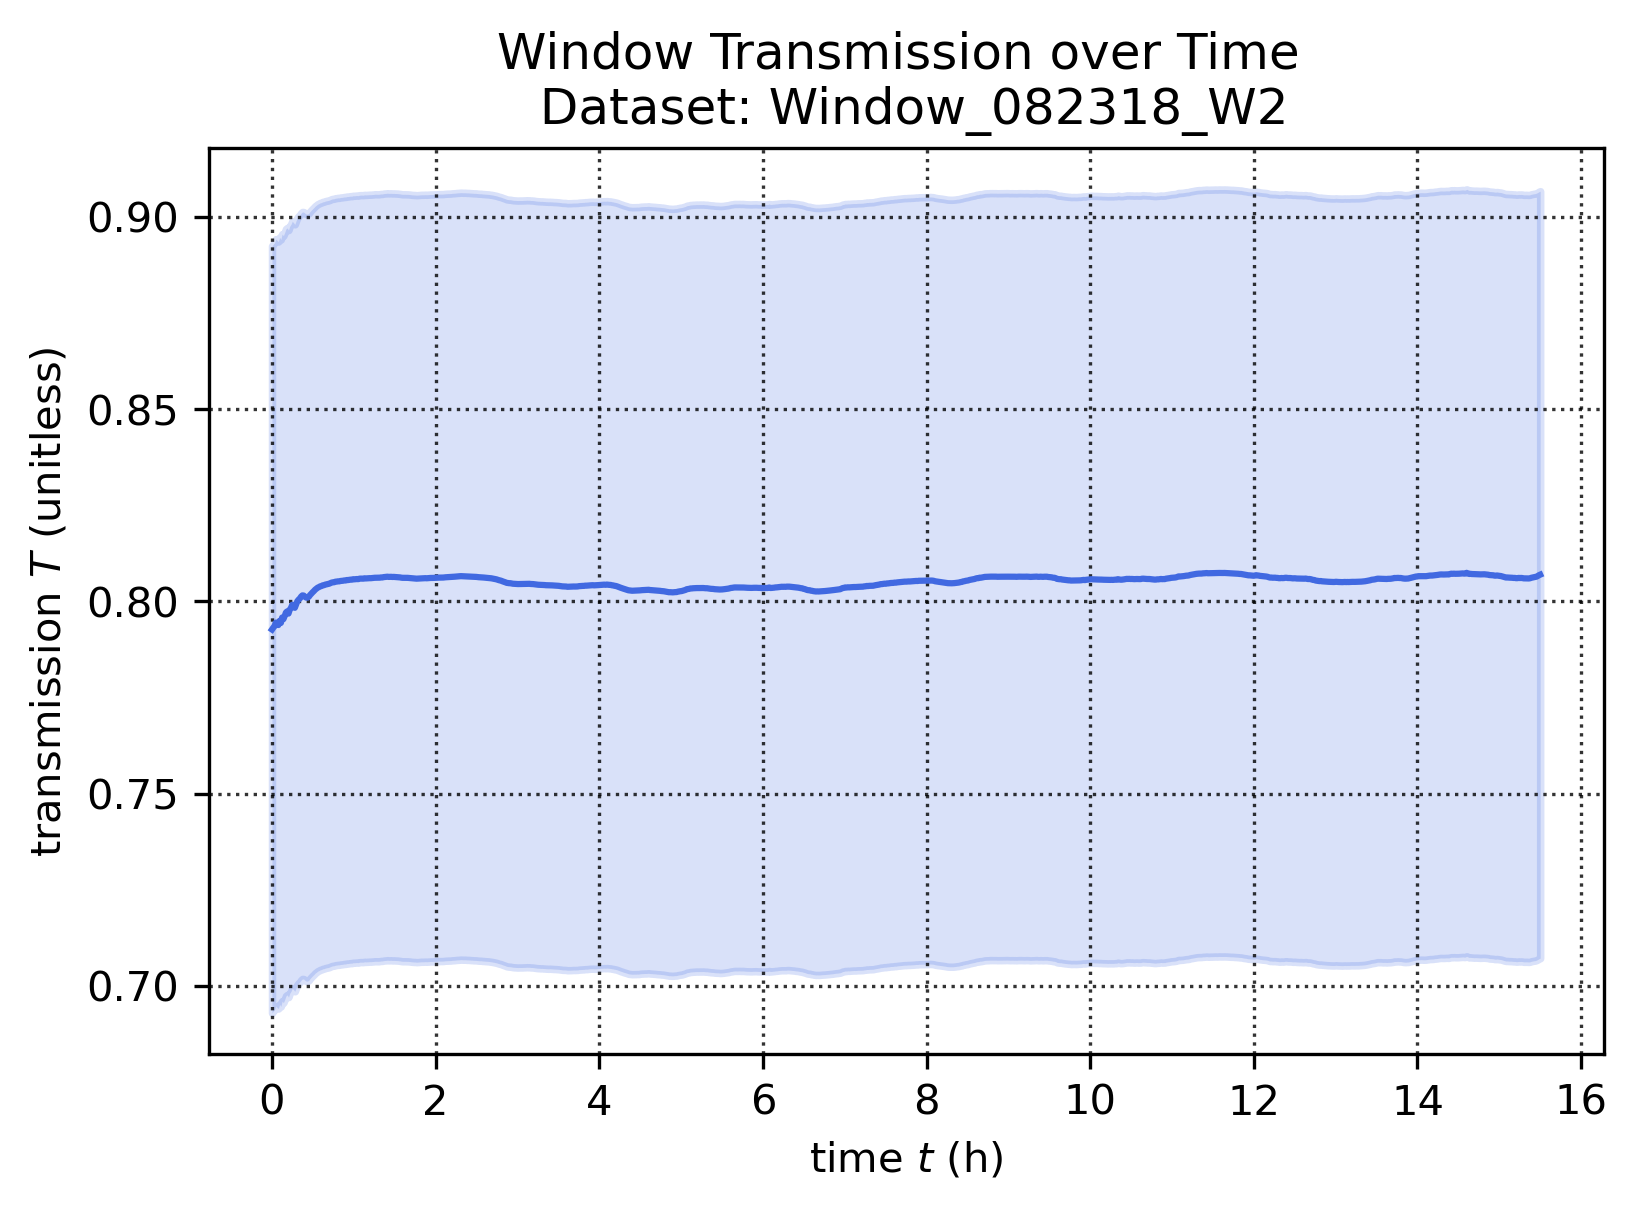 Window Transmission over Time
Dataset: Window_082318_W2
transmission T (unitless)
0.90
0.85
0.80
0.75
0.70
0 2 4 6 8 10 12 14 16
time t (h)